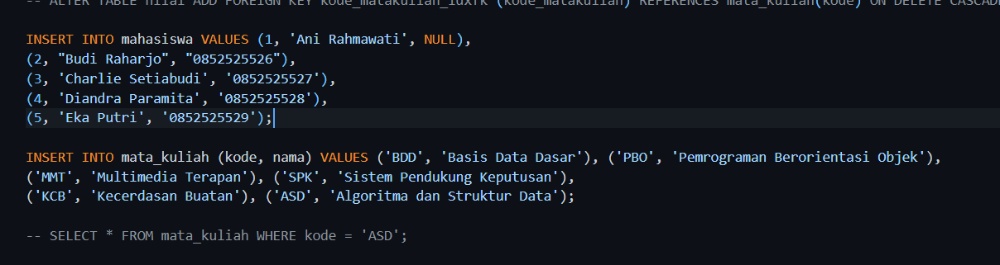 -- ALTER TABLE nilai ADD FOREIGN KEY kode_matakuliah_idxfk (kode_matakuliah) REFERENCES mata_kuliah(kode) ON DELETE CASCADE
INSERT INTO mahasiswa VALUES (1, 'Ani Rahmawati', NULL),
(2, "Budi Raharjo", "0852525526"),
(3, 'Charlie Setiabudi', '0852525527'),
(4, 'Diandra Paramita', '0852525528'),
(5, 'Eka Putri', '0852525529');
INSERT INTO mata_kuliah (kode, nama) VALUES ('BDD', 'Basis Data Dasar'), ('PBO', 'Pemrograman Berorientasi Objek'),
('MMT', 'Multimedia Terapan'), ('SPK', 'Sistem Pendukung Keputusan'),
('KCB', 'Kecerdasan Buatan'), ('ASD', 'Algoritma dan Struktur Data');
-- SELECT * FROM mata_kuliah WHERE kode = 'ASD';